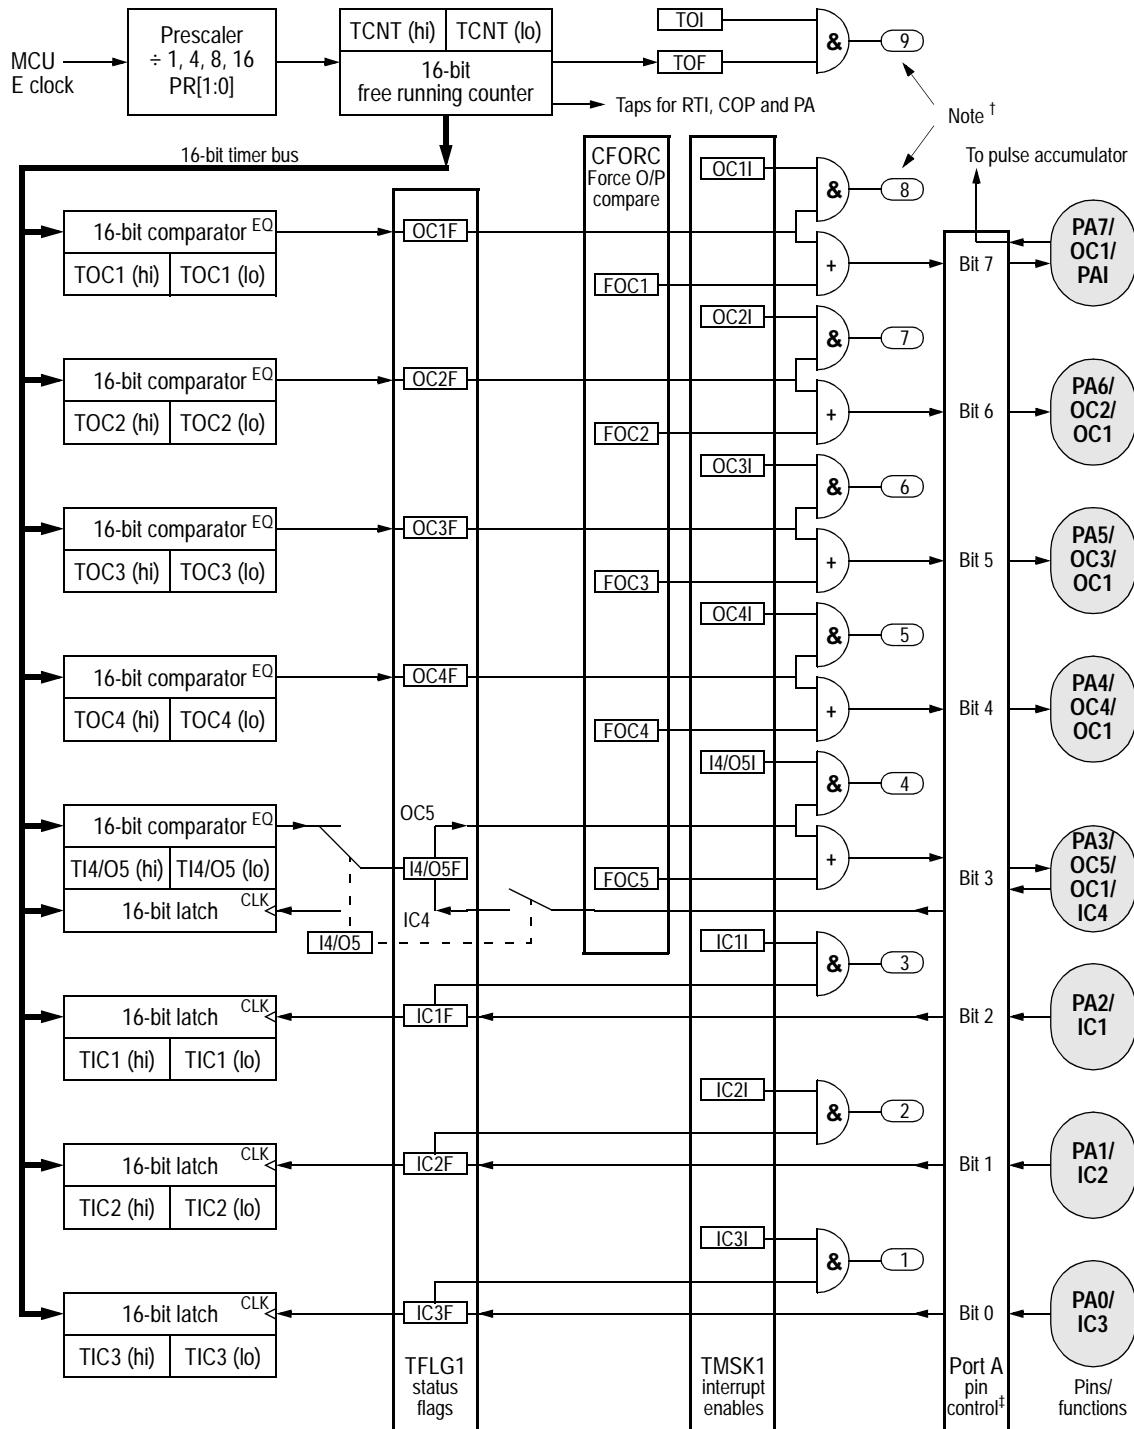 MCU
E clock
Prescaler
÷ 1, 4, 8, 16
PR[1:0]
TCNT (hi) TCNT (lo)
16-bit
free running counter
TOI
TOF
&
9
Taps for RTI, COP and PA
Note †
16-bit timer bus
CFORC
Force O/P
compare
To pulse accumulator
OC1I
&
8
16-bit comparator EQ
TOC1 (hi) TOC1 (lo)
OC1F
FOC1
+
Bit 7
PA7/
OC1/
PAI
OC2I
&
7
16-bit comparator EQ
TOC2 (hi) TOC2 (lo)
OC2F
FOC2
+
Bit 6
PA6/
OC2/
OC1
OC3I
&
6
16-bit comparator EQ
TOC3 (hi) TOC3 (lo)
OC3F
FOC3
+
Bit 5
PA5/
OC3/
OC1
OC4I
&
5
16-bit comparator EQ
TOC4 (hi) TOC4 (lo)
OC4F
FOC4
+
Bit 4
PA4/
OC4/
OC1
I4/O5I
&
4
16-bit comparator EQ
TI4/O5 (hi) TI4/O5 (lo)
16-bit latch CLK
OC5
I4/O5F
IC4
I4/O5
FOC5
+
Bit 3
PA3/
OC5/
OC1/
IC4
IC1I
&
3
16-bit latch CLK
TIC1 (hi) TIC1 (lo)
IC1F
Bit 2
PA2/
IC1
IC2I
&
2
16-bit latch CLK
TIC2 (hi) TIC2 (lo)
IC2F
Bit 1
PA1/
IC2
IC3I
&
1
16-bit latch CLK
TIC3 (hi) TIC3 (lo)
IC3F
Bit 0
PA0/
IC3
TFLG1
status
flags
TMSK1
interrupt
enables
Port A
pin
control‡
Pins/
functions